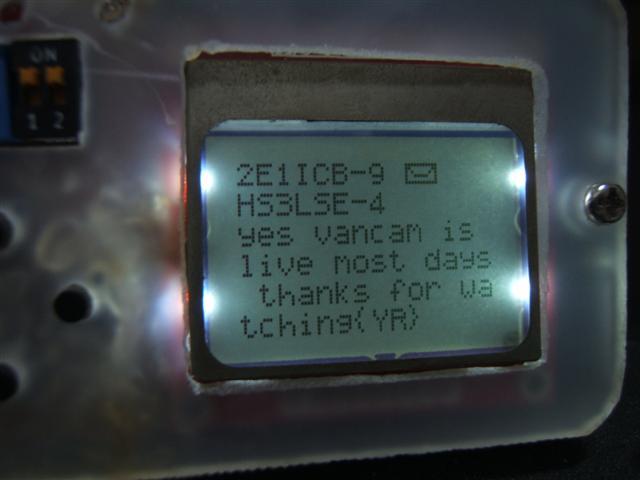 ON
1 2
2E1ICB-9
HS3LSE-4
yes vancam is
live most days
thanks for wa
tching(YR)